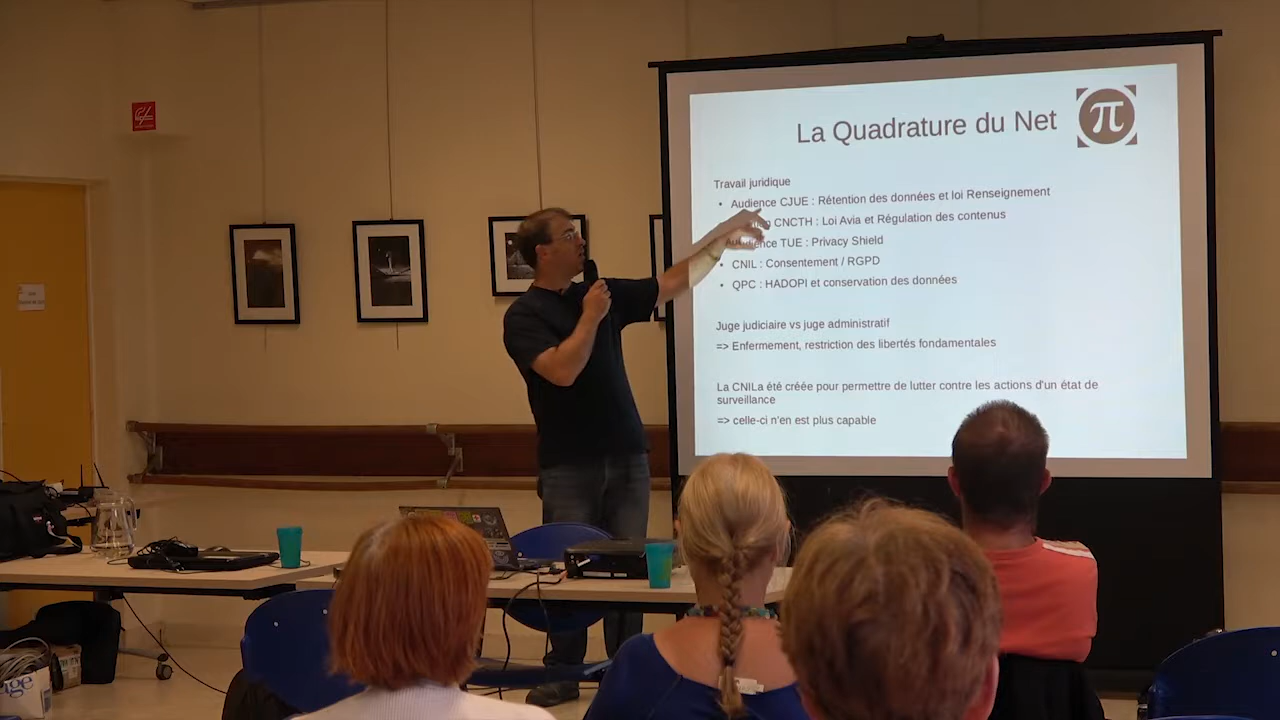 La Quadrature du Net
π
Travail juridique
• Audience CJUE : Rétention des données et loi Renseignement
CNCTH : Loi Avia et Régulation des contenus
Audience TUE : Privacy Shield
• CNIL : Consentement / RGPD
• QPC : HADOPI et conservation des données
Juge judiciaire vs juge administratif
=> Enfermement, restriction des libertés fondamentales
La CNILa été créée pour permettre de lutter contre les actions d'un état de
surveillance
=> celle-ci n'en est plus capable